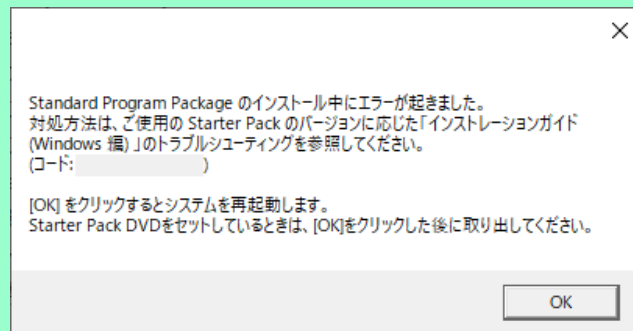 Standard Program Package のインストール中にエラーが起きました。
対処方法は、ご使用の Starter Pack のバージョンに応じた「インストレーションガイド
(Windows 編) 」のトラブルシューティングを参照してください。
(コード: )
[OK] をクリックするとシステムを再起動します。
Starter Pack DVDをセットしているときは、[OK]をクリックした後に取り出してください。
OK